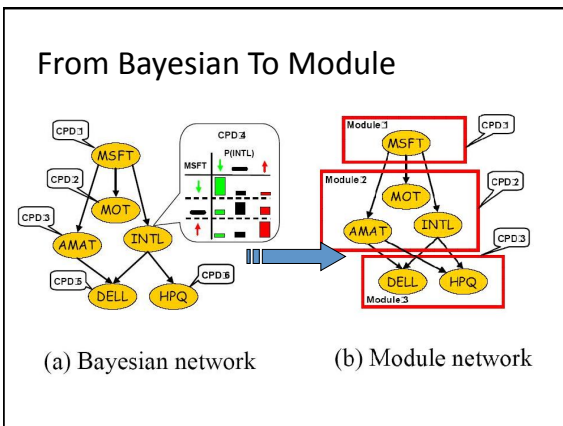 From Bayesian To Module
CPD:1
MSFT
CPD:2
MOT
CPD:3
AMAT
INTL
CPD:5
DELL
CPD:6
HPQ
CPD:4
P(INTL)
MSFT
(a) Bayesian network
Module:1
MSFT
Module:2
MOT
CPD:2
AMAT
INTL
CPD:3
DELL
HPQ
Module:3
(b) Module network